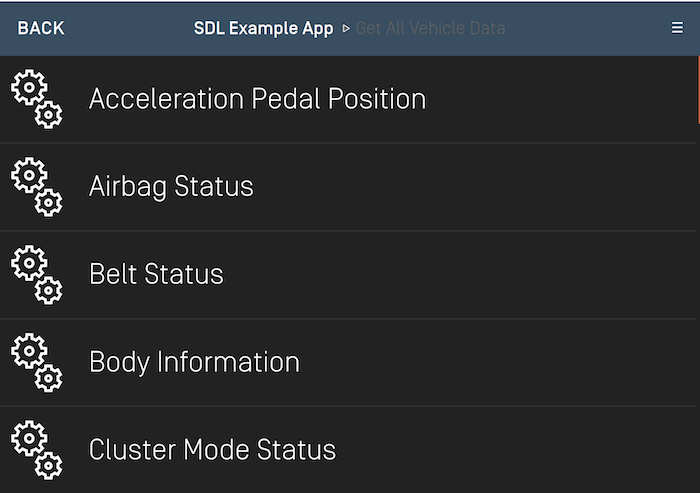 BACK SDL Example App ▹ Get All Vehicle Data
Acceleration Pedal Position
Airbag Status
Belt Status
Body Information
Cluster Mode Status